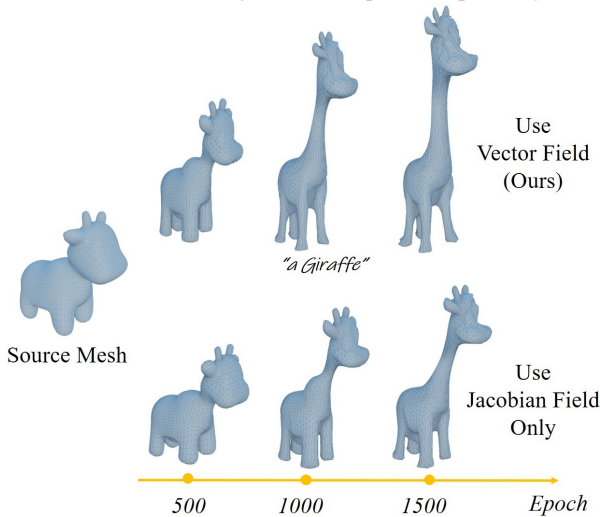 Use
Vector Field
(Ours)
"a Giraffe"
Source Mesh
Use
Jacobian Field
Only
500
1000
1500
Epoch